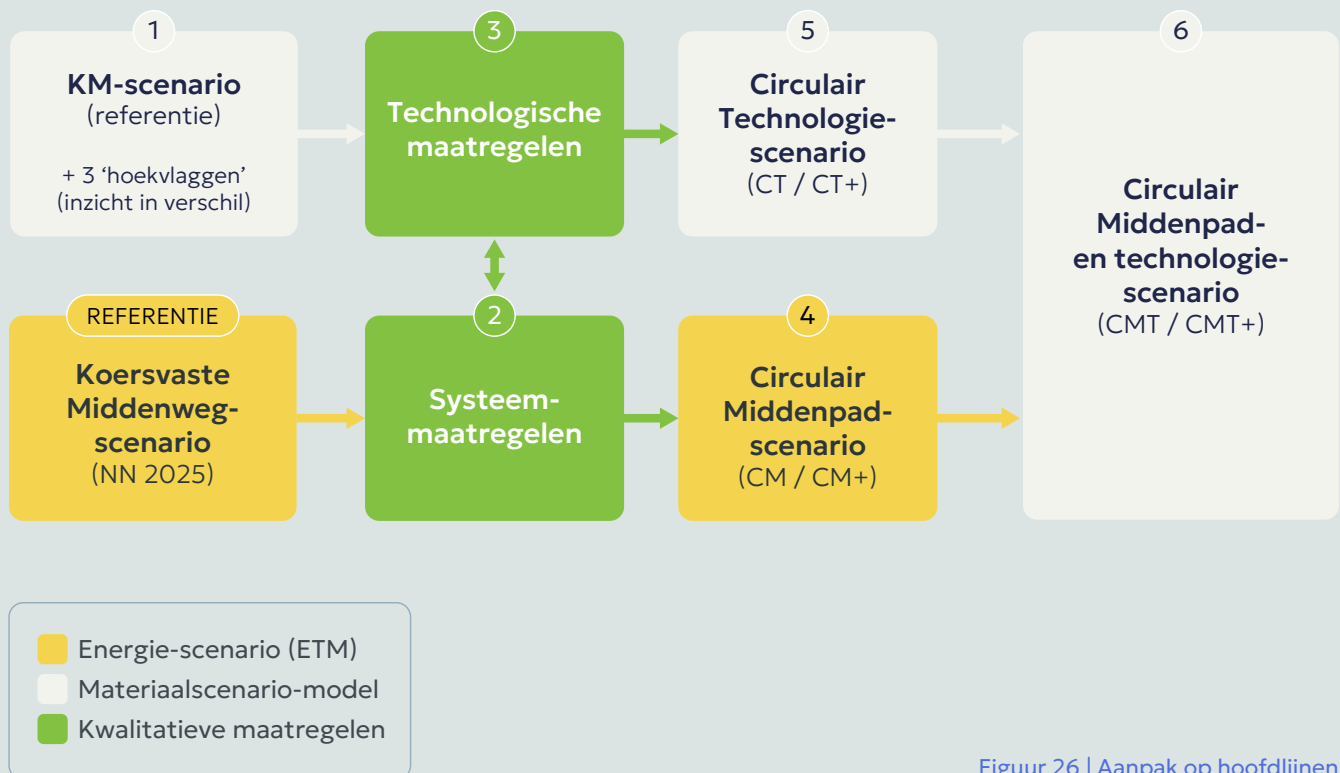 1
KM-scenario
(referentie)
+ 3 ‘hoekvlaggen’
(inzicht in verschil)
3
Technologische
maatregelen
5
Circulair
Technologie-
scenario
(CT / CT+)
6
Circulair
Middenpad-
en technologie-
scenario
(CMT / CMT+)
REFERENTIE
Koersvaste
Middenweg-
scenario
(NN 2025)
2
Systeem-
maatregelen
4
Circulair
Middenpad-
scenario
(CM / CM+)
Energie-scenario (ETM)
Materiaalscenario-model
Kwalitatieve maatregelen
Figuur 26 | Aanpak op hoofdlijnen